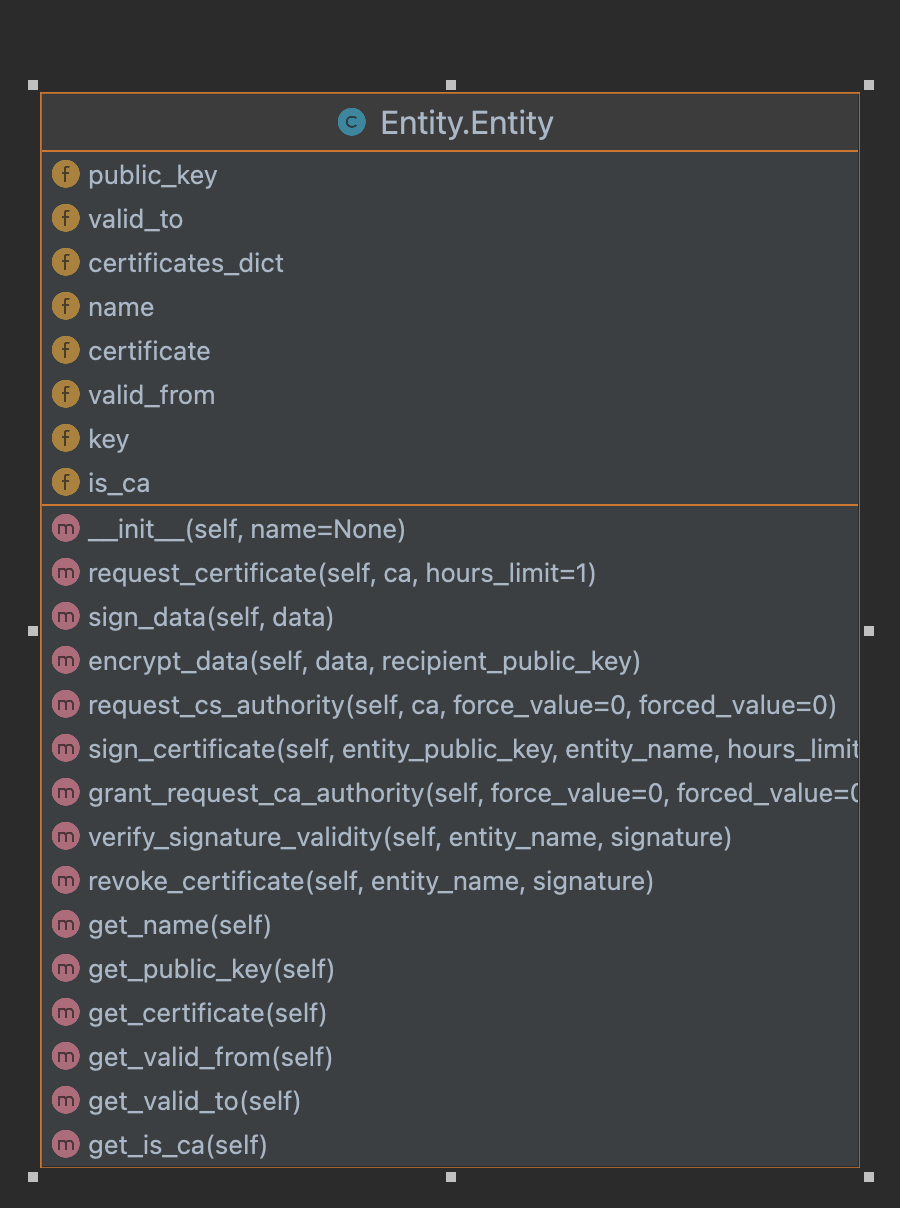 C Entity.Entity
f public_key
f valid_to
f certificates_dict
f name
f certificate
f valid_from
f key
f is_ca
m __init__(self, name=None)
m request_certificate(self, ca, hours_limit=1)
m sign_data(self, data)
m encrypt_data(self, data, recipient_public_key)
m request_cs_authority(self, ca, force_value=0, forced_value=0)
m sign_certificate(self, entity_public_key, entity_name, hours_limit
m grant_request_ca_authority(self, force_value=0, forced_value=0
m verify_signature_validity(self, entity_name, signature)
m revoke_certificate(self, entity_name, signature)
m get_name(self)
m get_public_key(self)
m get_certificate(self)
m get_valid_from(self)
m get_valid_to(self)
m get_is_ca(self)